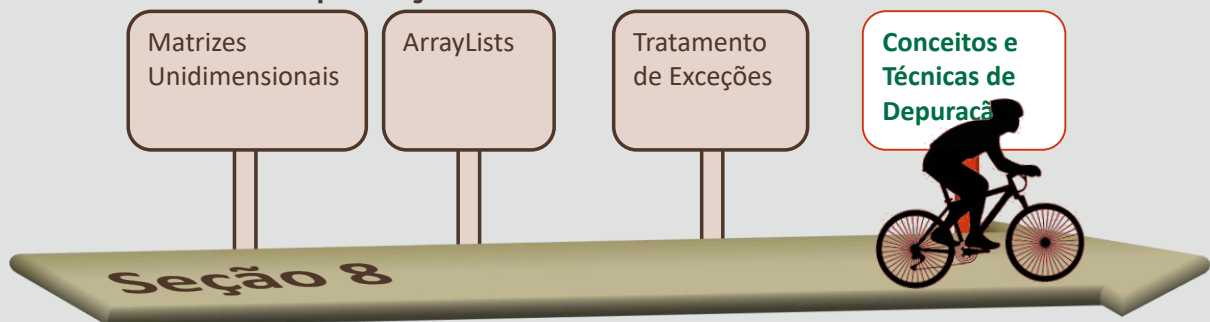 Matrizes
Unidimensionais
ArrayLists
Tratamento
de Exceções
Conceitos e
Técnicas de
Seção 8